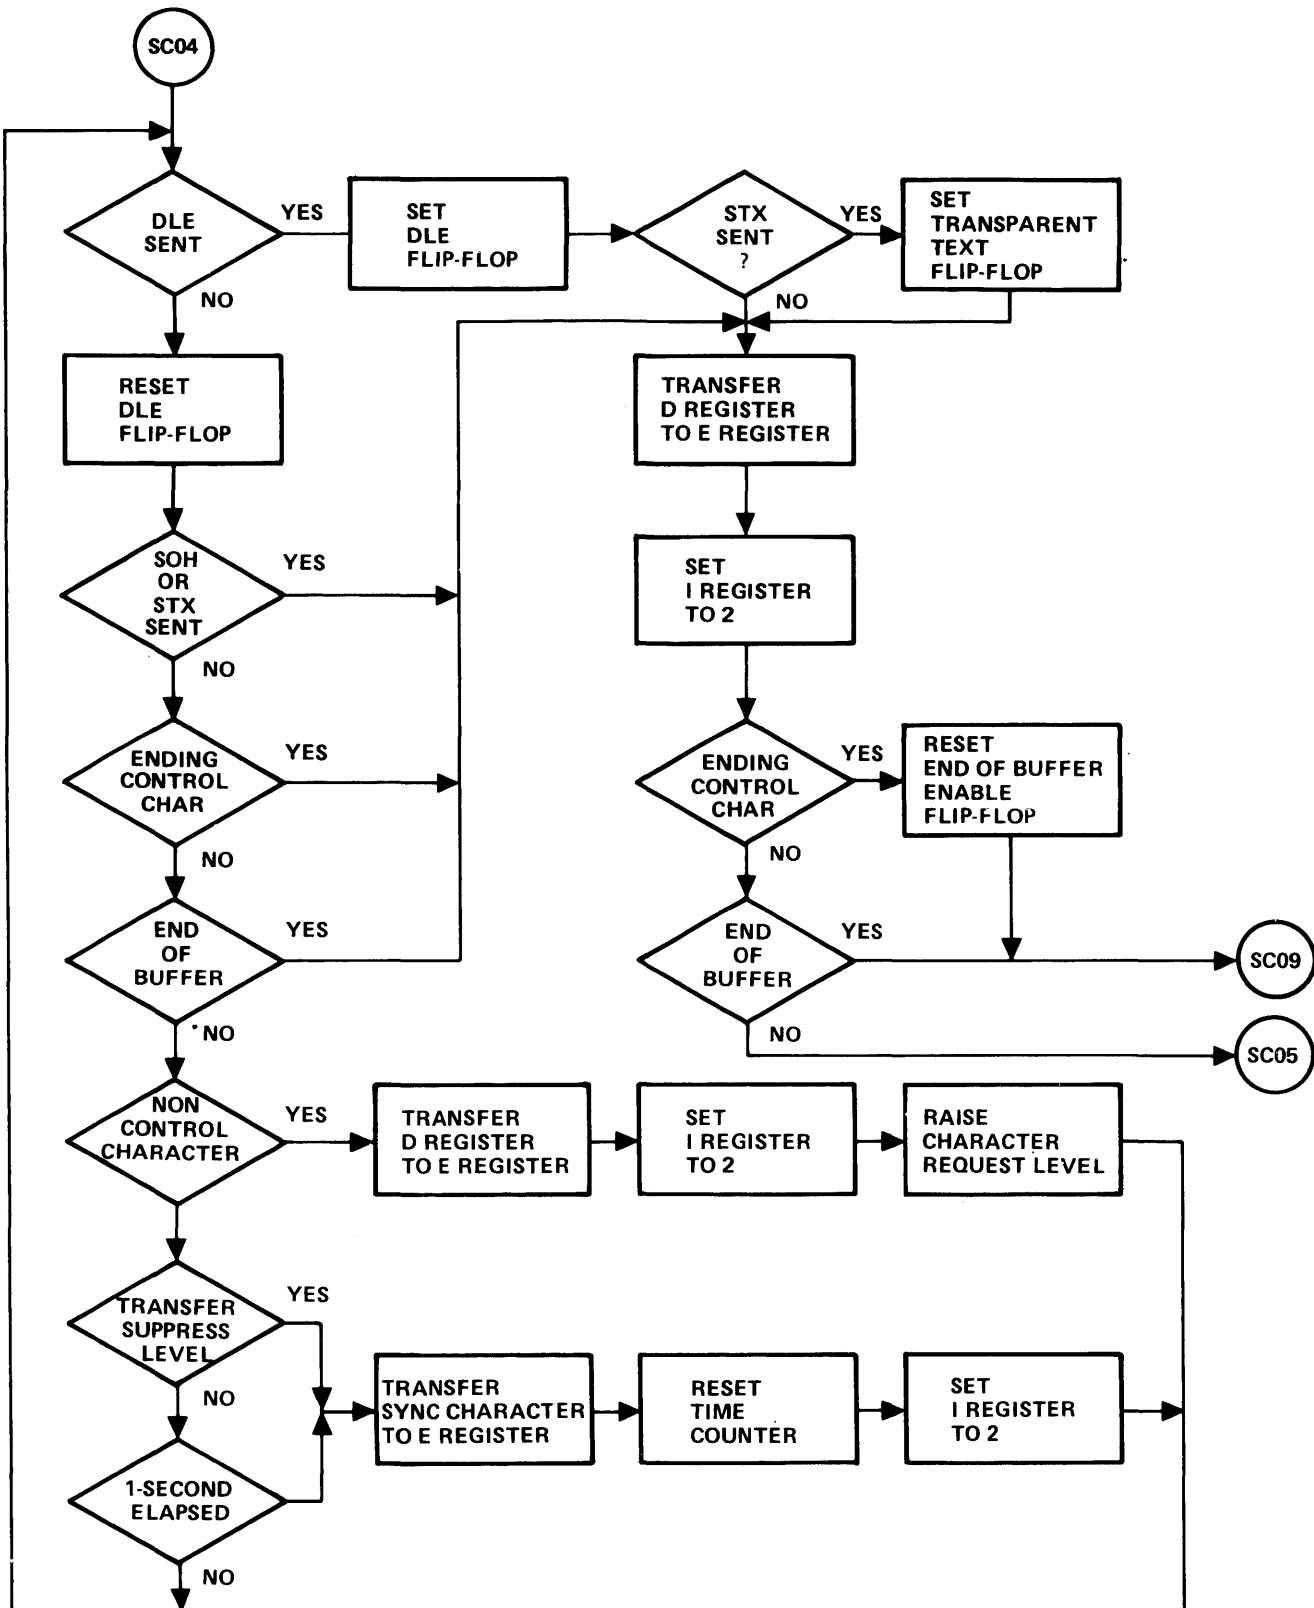 SC04
DLE
SENT
YES
SET
DLE
FLIP-FLOP
STX
SENT
?
YES
SET
TRANSPARENT
TEXT
FLIP-FLOP
NO
NO
RESET
DLE
FLIP-FLOP
TRANSFER
D REGISTER
TO E REGISTER
SOH
OR
STX
SENT
YES
SET
I REGISTER
TO 2
NO
ENDING
CONTROL
CHAR
YES
ENDING
CONTROL
CHAR
YES
RESET
END OF BUFFER
ENABLE
FLIP-FLOP
NO
NO
END
OF
BUFFER
YES
END
OF
BUFFER
YES
SC09
NO
NO
SC05
NON
CONTROL
CHARACTER
YES
TRANSFER
D REGISTER
TO E REGISTER
SET
I REGISTER
TO 2
RAISE
CHARACTER
REQUEST LEVEL
TRANSFER
SUPPRESS
LEVEL
YES
NO
TRANSFER
SYNC CHARACTER
TO E REGISTER
RESET
TIME
COUNTER
SET
I REGISTER
TO 2
1-SECOND
ELAPSED
NO